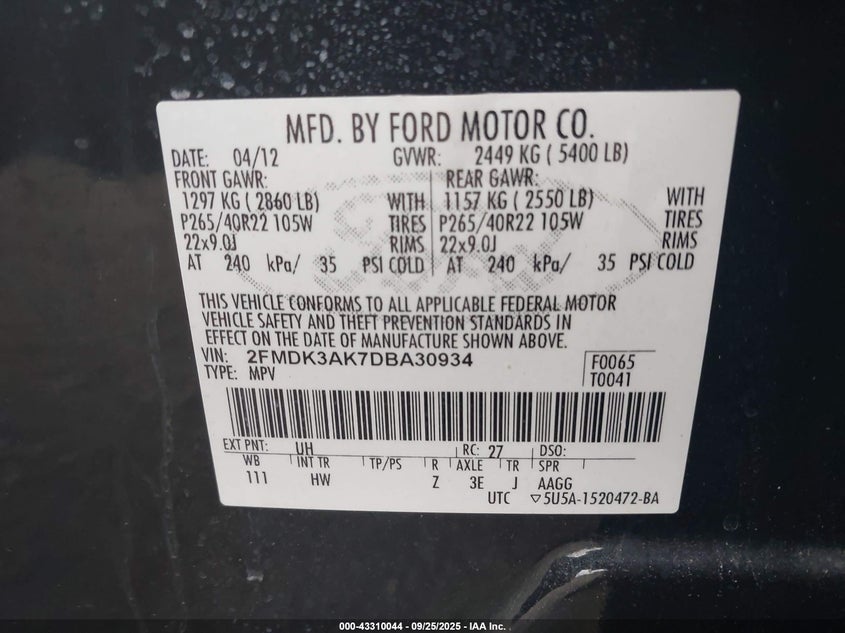 MFD. BY FORD MOTOR CO.
DATE: 04/12 GVWR: 2449 KG ( 5400 LB)
FRONT GAWR: REAR GAWR:
1297 KG ( 2860 LB) WITH 1157 KG ( 2550 LB) WITH
P265/40R22 105W TIRES P265/40R22 105W TIRES
22x9.0J RIMS 22x9.0J RIMS
AT 240 kPa/ 35 PSI COLD AT 240 kPa/ 35 PSI COLD
THIS VEHICLE CONFORMS TO ALL APPLICABLE FEDERAL MOTOR
VEHICLE SAFETY AND THEFT PREVENTION STANDARDS IN
EFFECT ON THE DATE OF MANUFACTURE SHOWN ABOVE.
VIN: 2FMDK3AK7DBA30934 F0065
TYPE: MPV T0041
EXT PNT: UH RC: 27 DSO:
WB INT TR TP/PS R AXLE TR SPR
111 HW Z 3E J AAGG
UTC ▽5U5A-1520472-BA
000-43310044 - 09/25/2025 - IAA Inc.